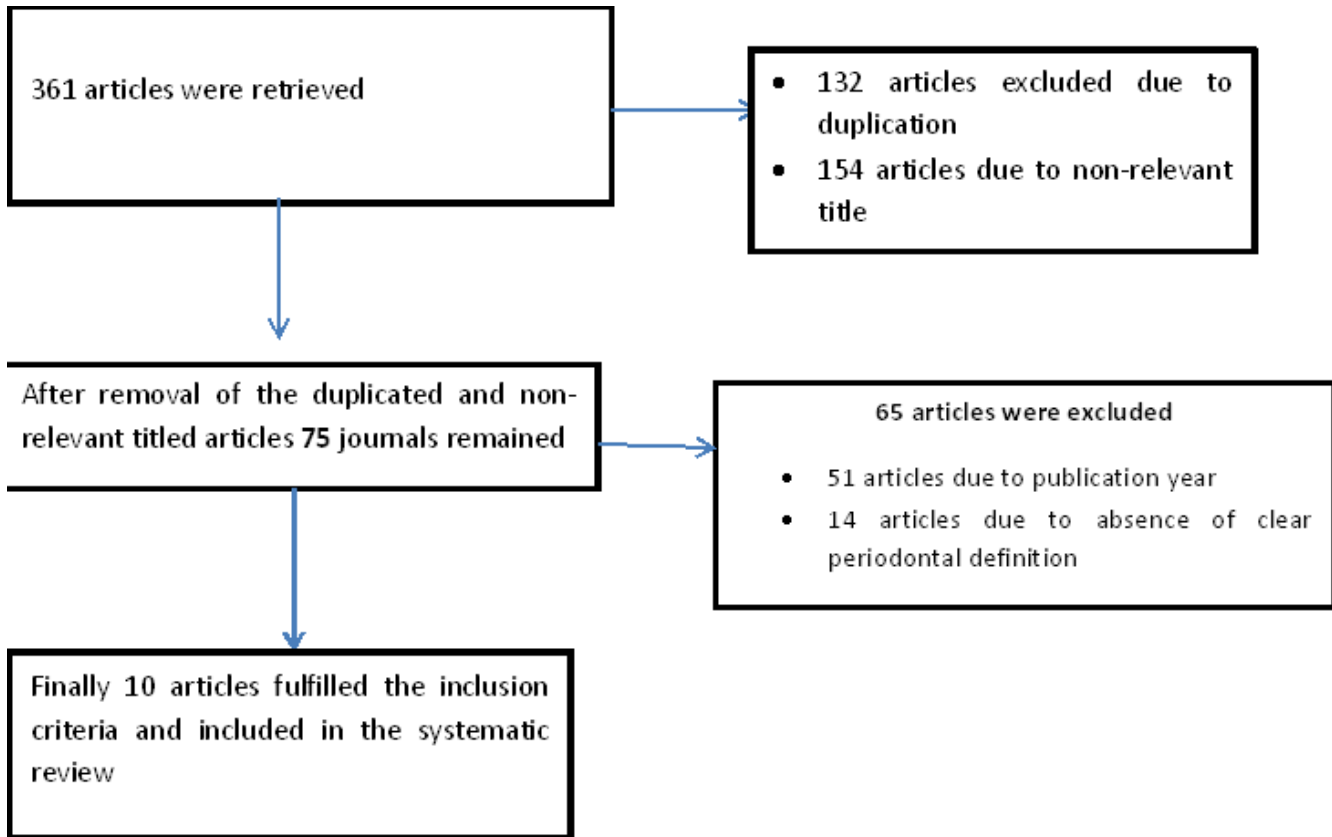 361 articles were retrieved
• 132 articles excluded due to
duplication
• 154 articles due to non-relevant
title
After removal of the duplicated and non-
relevant titled articles 75 journals remained
65 articles were excluded
• 51 articles due to publication year
• 14 articles due to absence of clear
periodontal definition
Finally 10 articles fulfilled the inclusion
criteria and included in the systematic
review